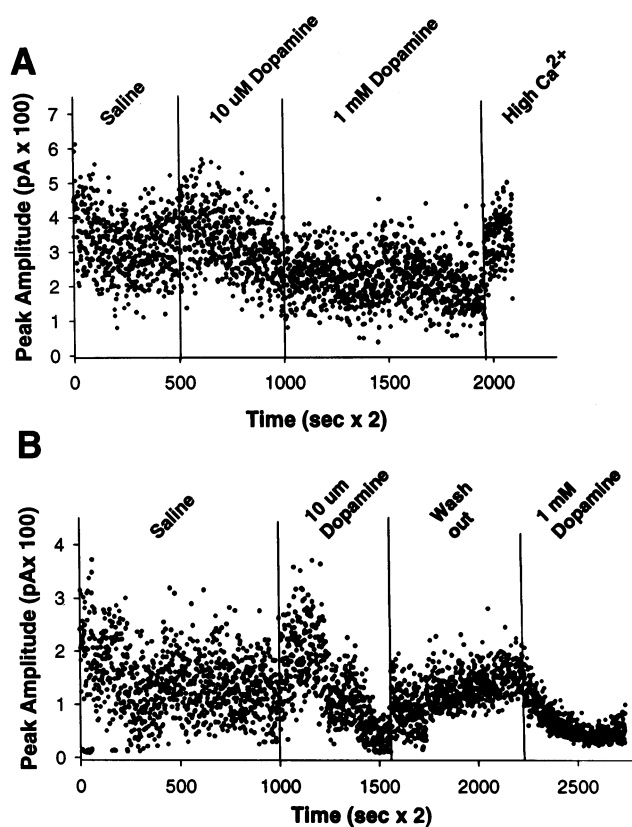 A
Saline
10 uM Dopamine
1 mM Dopamine
High Ca2+
Peak Amplitude (pA x 100)
7
6
5
4
3
2
1
0
0 500 1000 1500 2000
Time (sec x 2)
B
Saline
10 um
Dopamine
Wash
out
1 mM
Dopamine
Peak Amplitude (pAx 100)
4
3
2
1
0
0 500 1000 1500 2000 2500
Time (sec x 2)